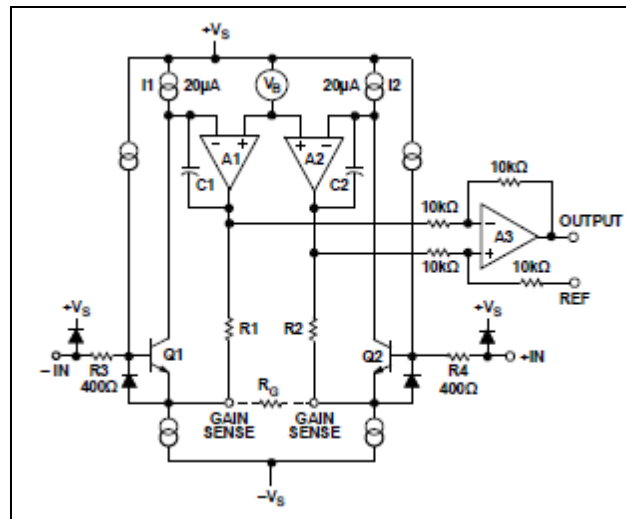 +VS
I1 20µA VB 20µA I2
− + + −
A1 A2
C1 C2
10kΩ
10kΩ − OUTPUT
A3
10kΩ + 10kΩ
REF
+VS R1 R2 +VS
Q1 Q2
− IN R3 400Ω R4 400Ω +IN
RG
GAIN SENSE GAIN SENSE
−VS